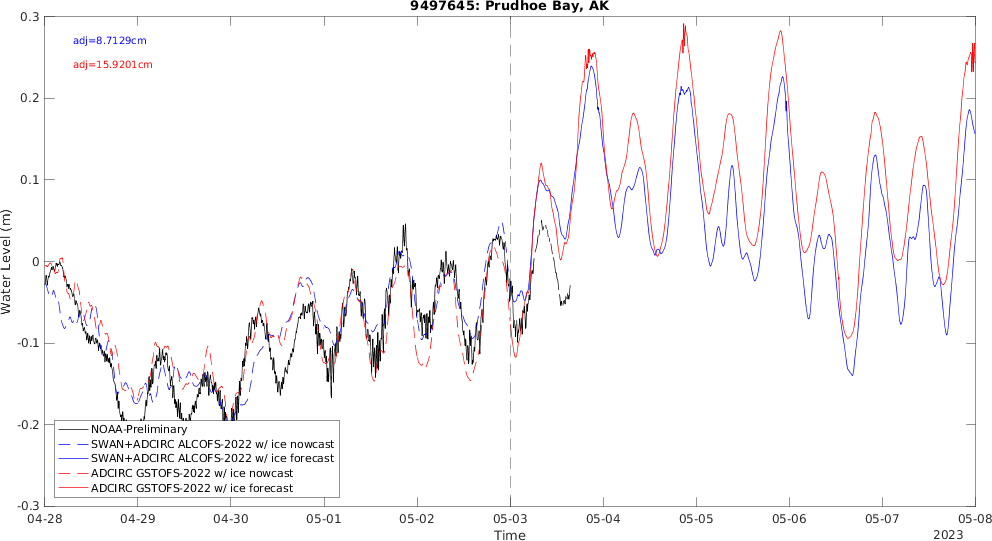 9497645: Prudhoe Bay, AK
adj=8.7129cm
adj=15.9201cm
Water Level (m)
0.3
0.2
0.1
0
-0.1
-0.2
-0.3
NOAA-Preliminary
SWAN+ADCIRC ALCOFS-2022 w/ ice nowcast
SWAN+ADCIRC ALCOFS-2022 w/ ice forecast
ADCIRC GSTOFS-2022 w/ ice nowcast
ADCIRC GSTOFS-2022 w/ ice forecast
04-28 04-29 04-30 05-01 05-02 05-03 05-04 05-05 05-06 05-07 05-08
Time
2023